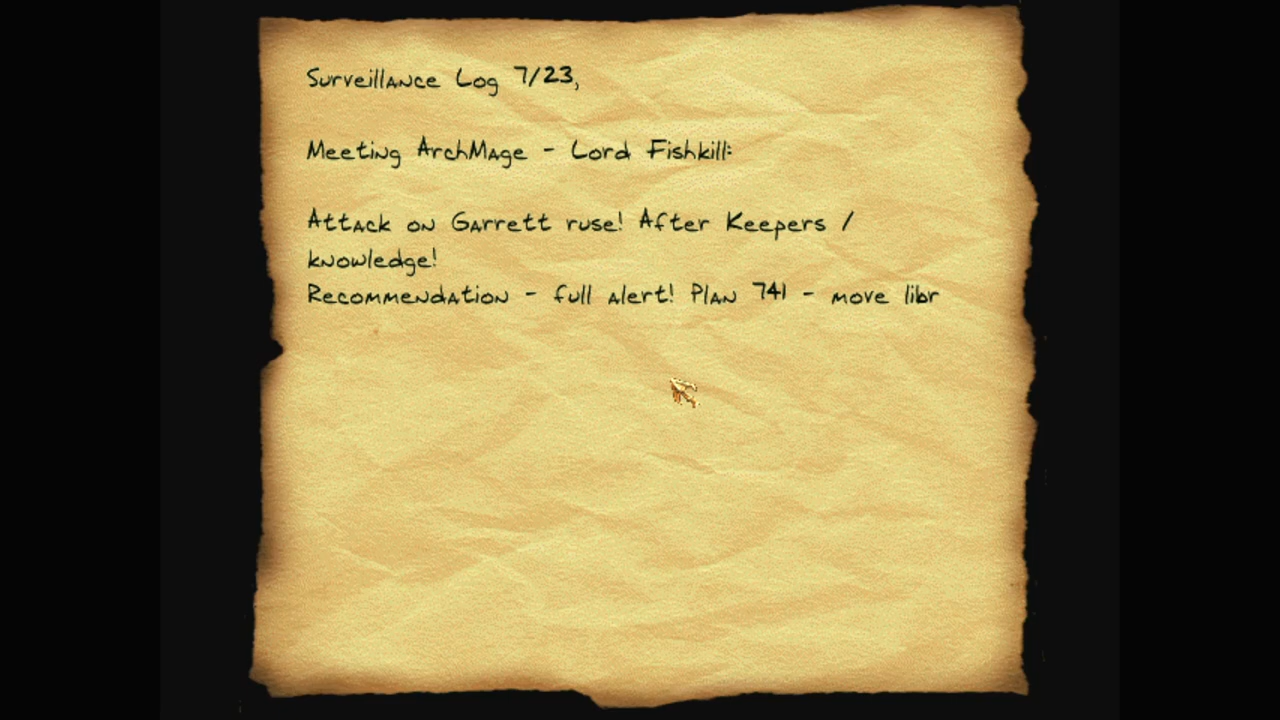 Surveillance Log 7/23,
Meeting ArchMage - Lord Fishkill:
Attack on Garrett ruse! After Keepers /
knowledge!
Recommendation - full alert! Plan 741 - move libr